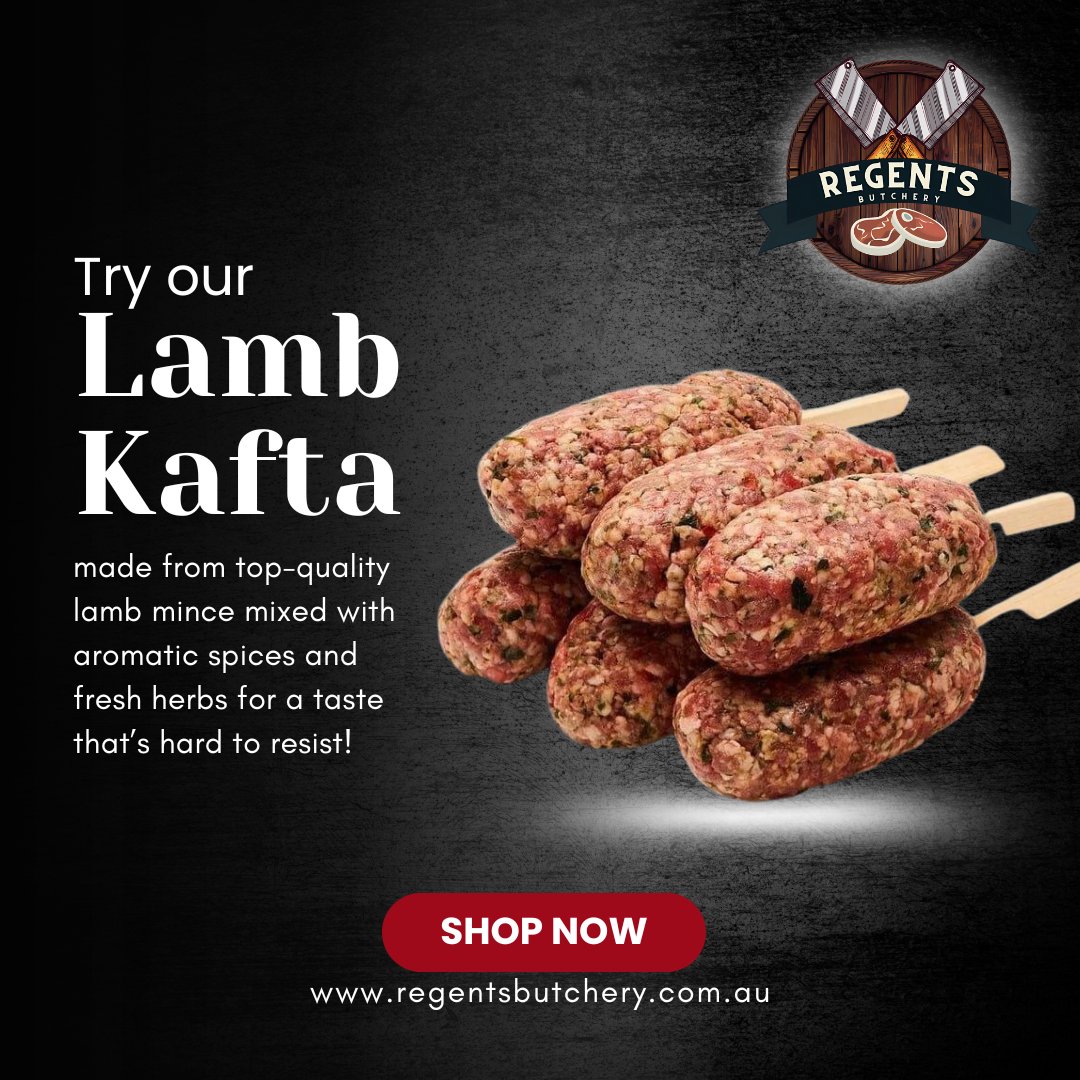 REGENTS
BUTCHERY
Try our
Lamb
Kafta
made from top-quality
lamb mince mixed with
aromatic spices and
fresh herbs for a taste
that’s hard to resist!
SHOP NOW
www.regentsbutchery.com.au